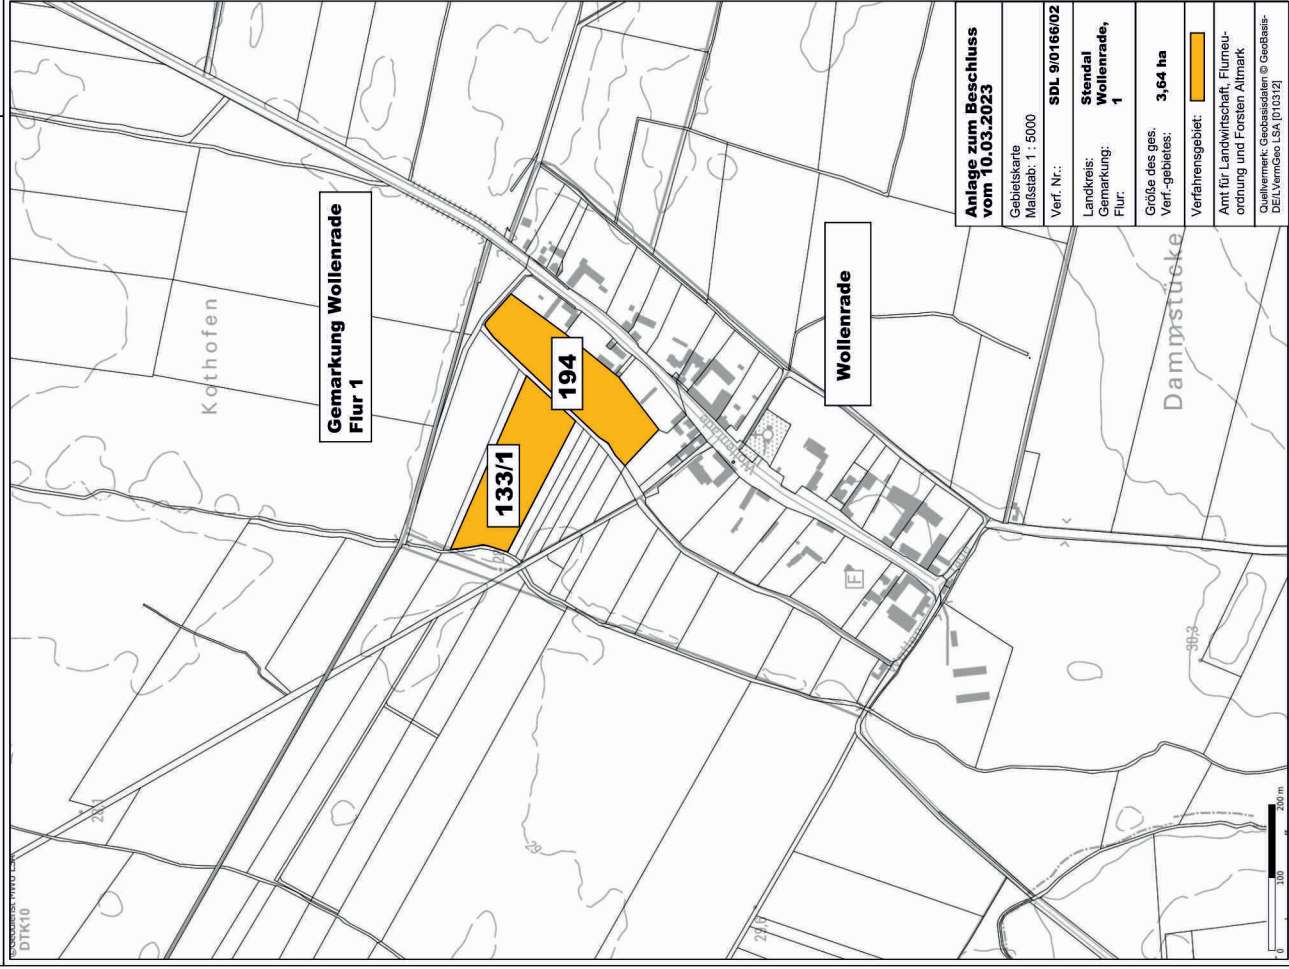 Anlage zum Beschluss
vom 10.03.2023
Gebietskarte
Maßstab: 1 : 5000
Verf. Nr.: SDL 9/0166/02
Landkreis: Stendal
Gemarkung: Wollenrade,
Flur: 1
Größe des ges.
Verf.-gebietes: 3,64 ha
Verfahrensgebiet:
Amt für Landwirtschaft, Flurneu-
ordnung und Forsten Altmark
Quellvermerk: Geobasisdaten © GeoBasis-
DE/LVermGeo LSA [010312]
Gemarkung Wollenrade
Flur 1
Kothofen
133/1
194
Wollenrade
Wollenrade
Dammstücke
F
30,3
DTK10
0 100 200 m